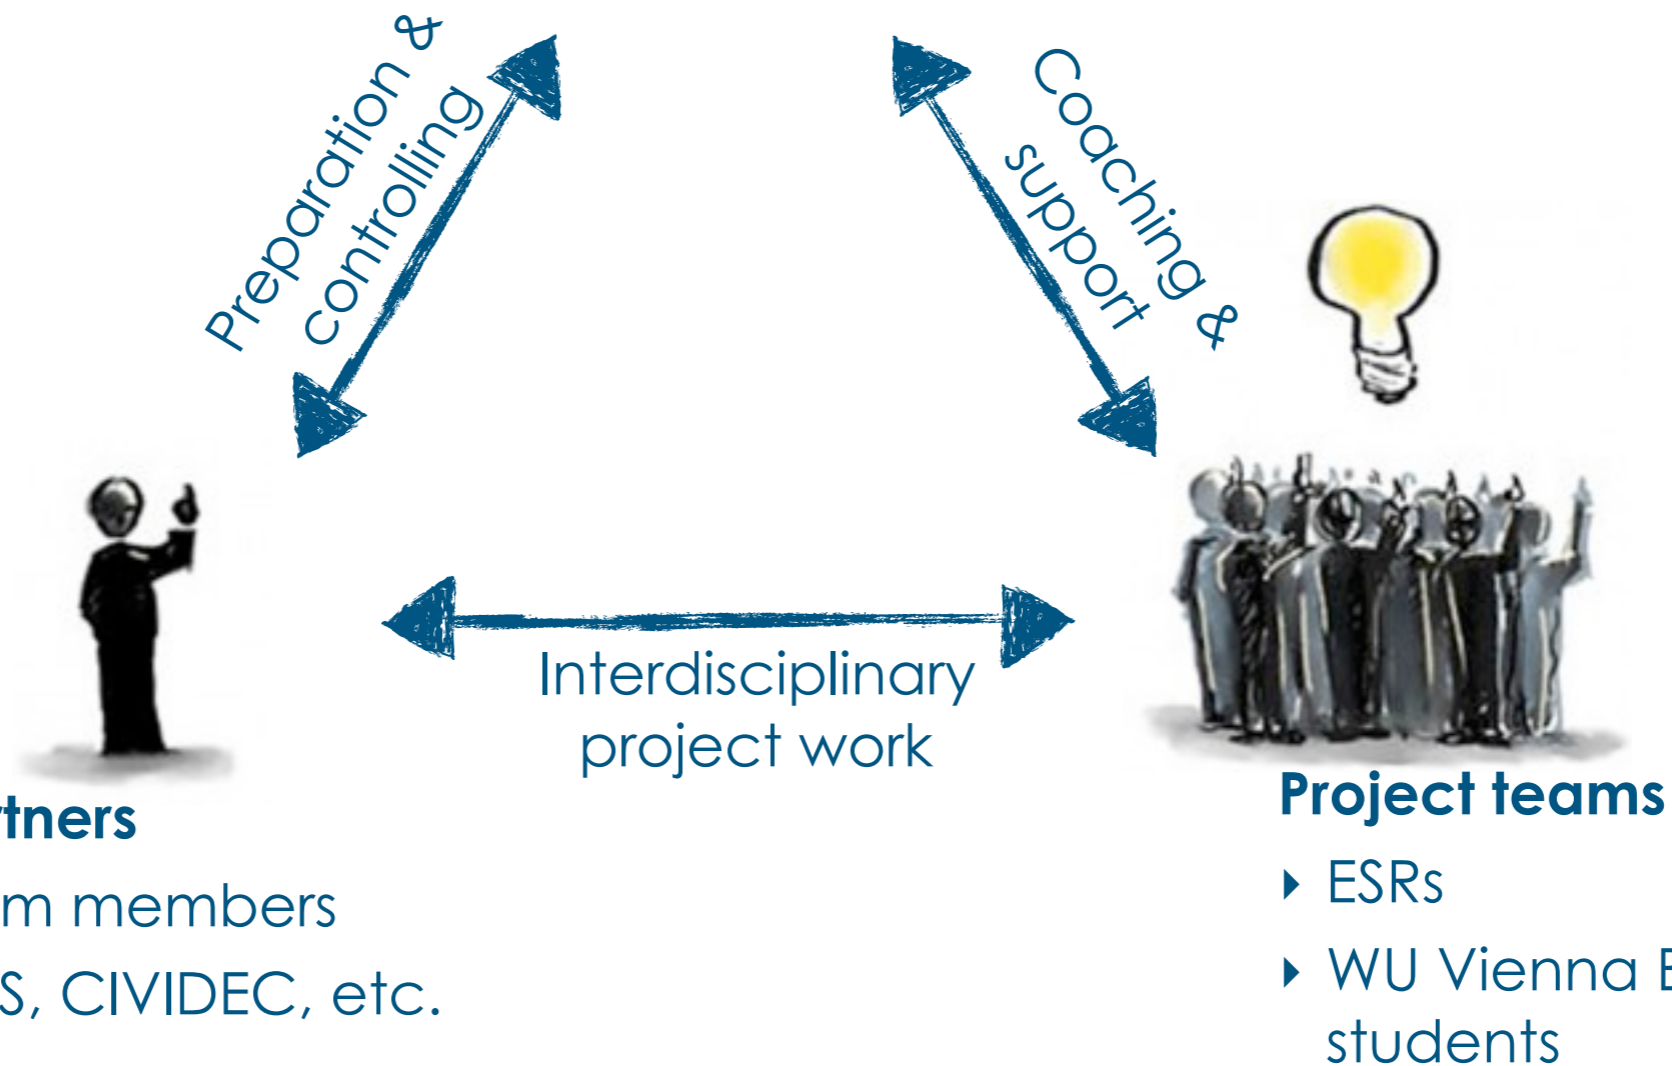 Preparation &
controlling
Coaching &
support
Interdisciplinary
project work
rtners
m members
S, CIVIDEC, etc.
Project teams
▸ ESRs
▸ WU Vienna E
students